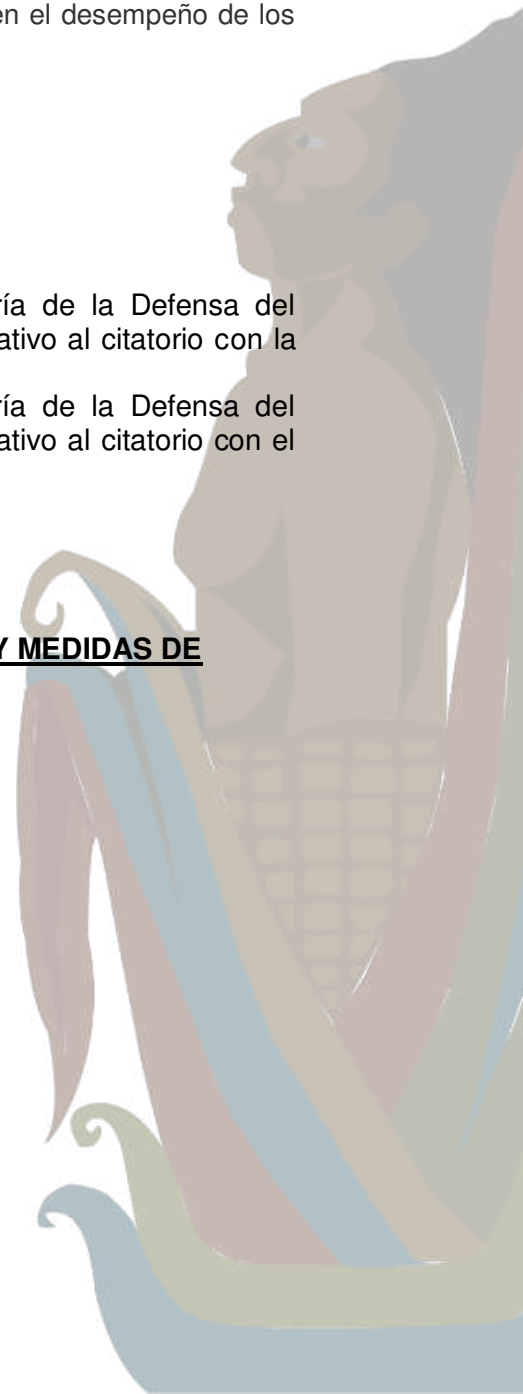 en el desempeño de los
ría de la Defensa del
ativo al citatorio con la
ría de la Defensa del
ativo al citatorio con el
Y MEDIDAS DE